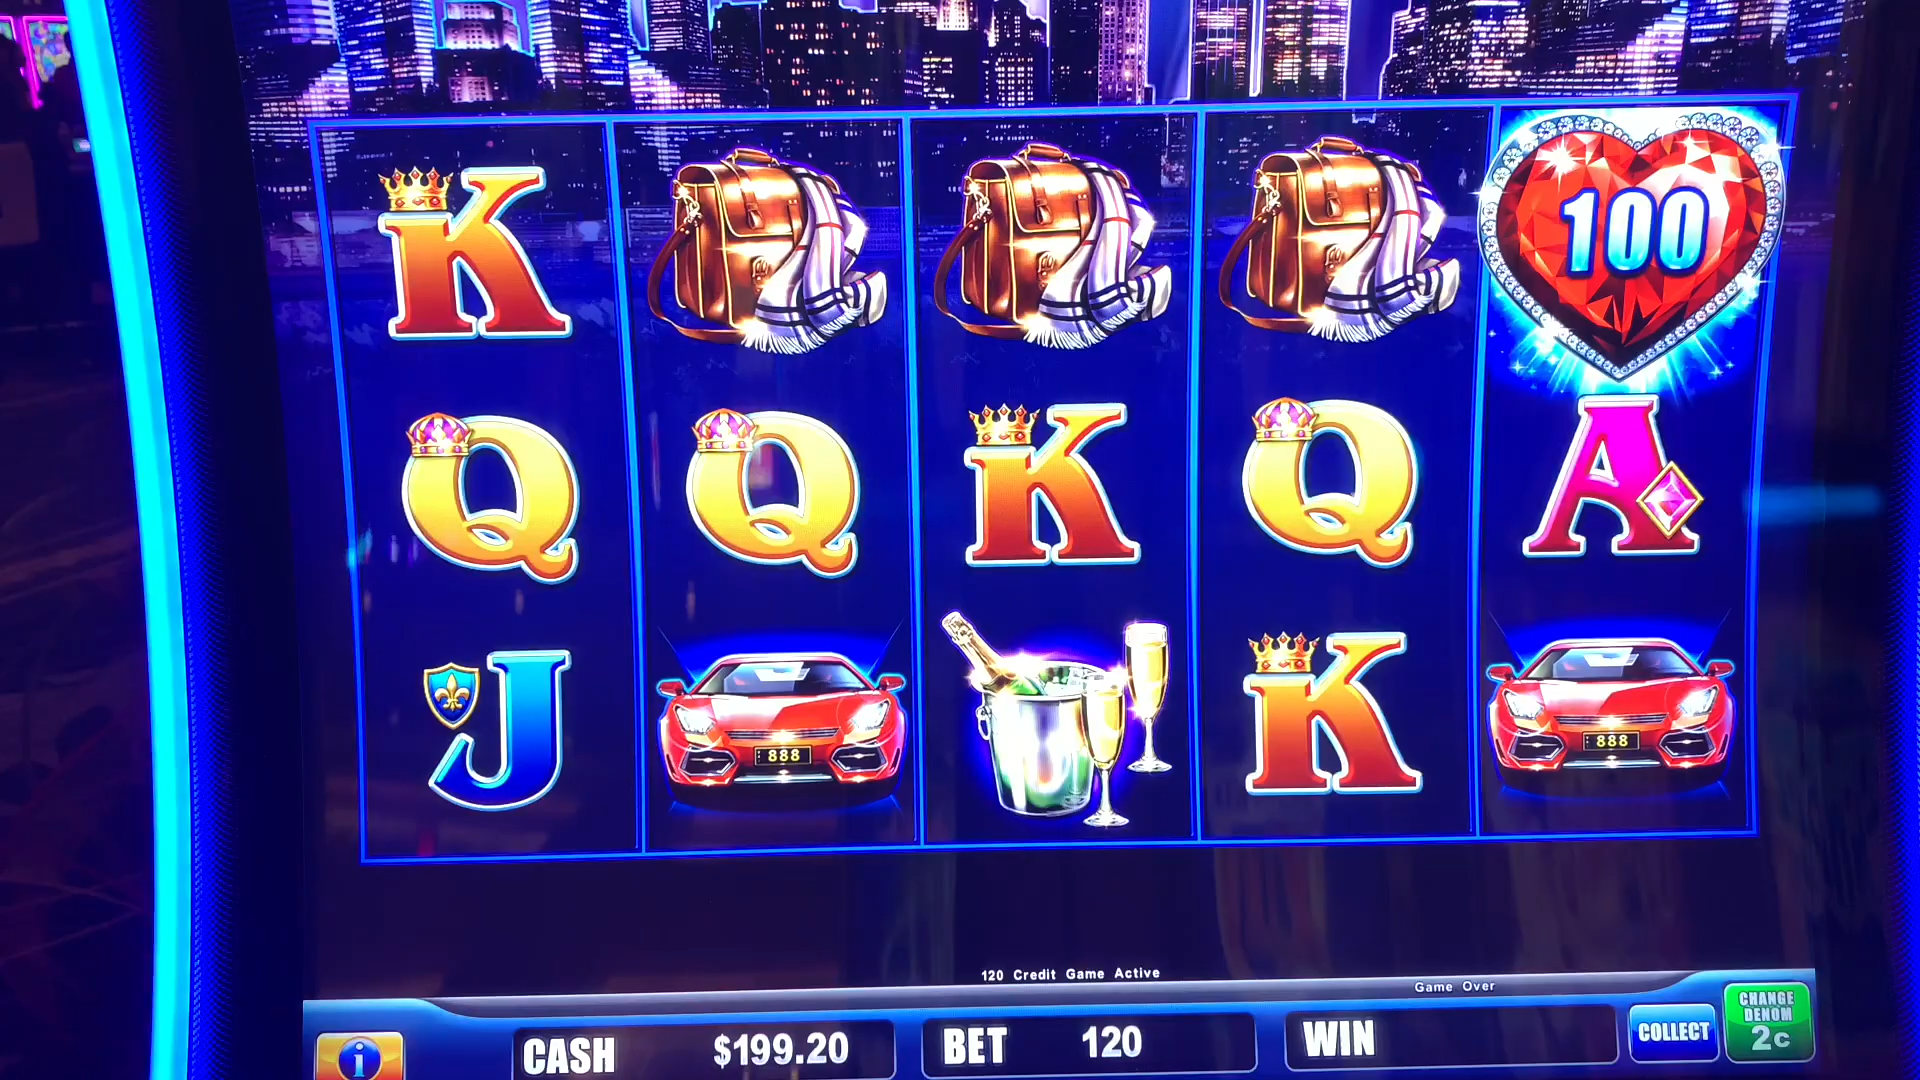 K
100
Q
Q
K
Q
A
J
888
K
888
120 Credit Game Active
Game Over
i
CASH $199.20
BET 120
WIN
COLLECT
CHANGE
DENOM
2c